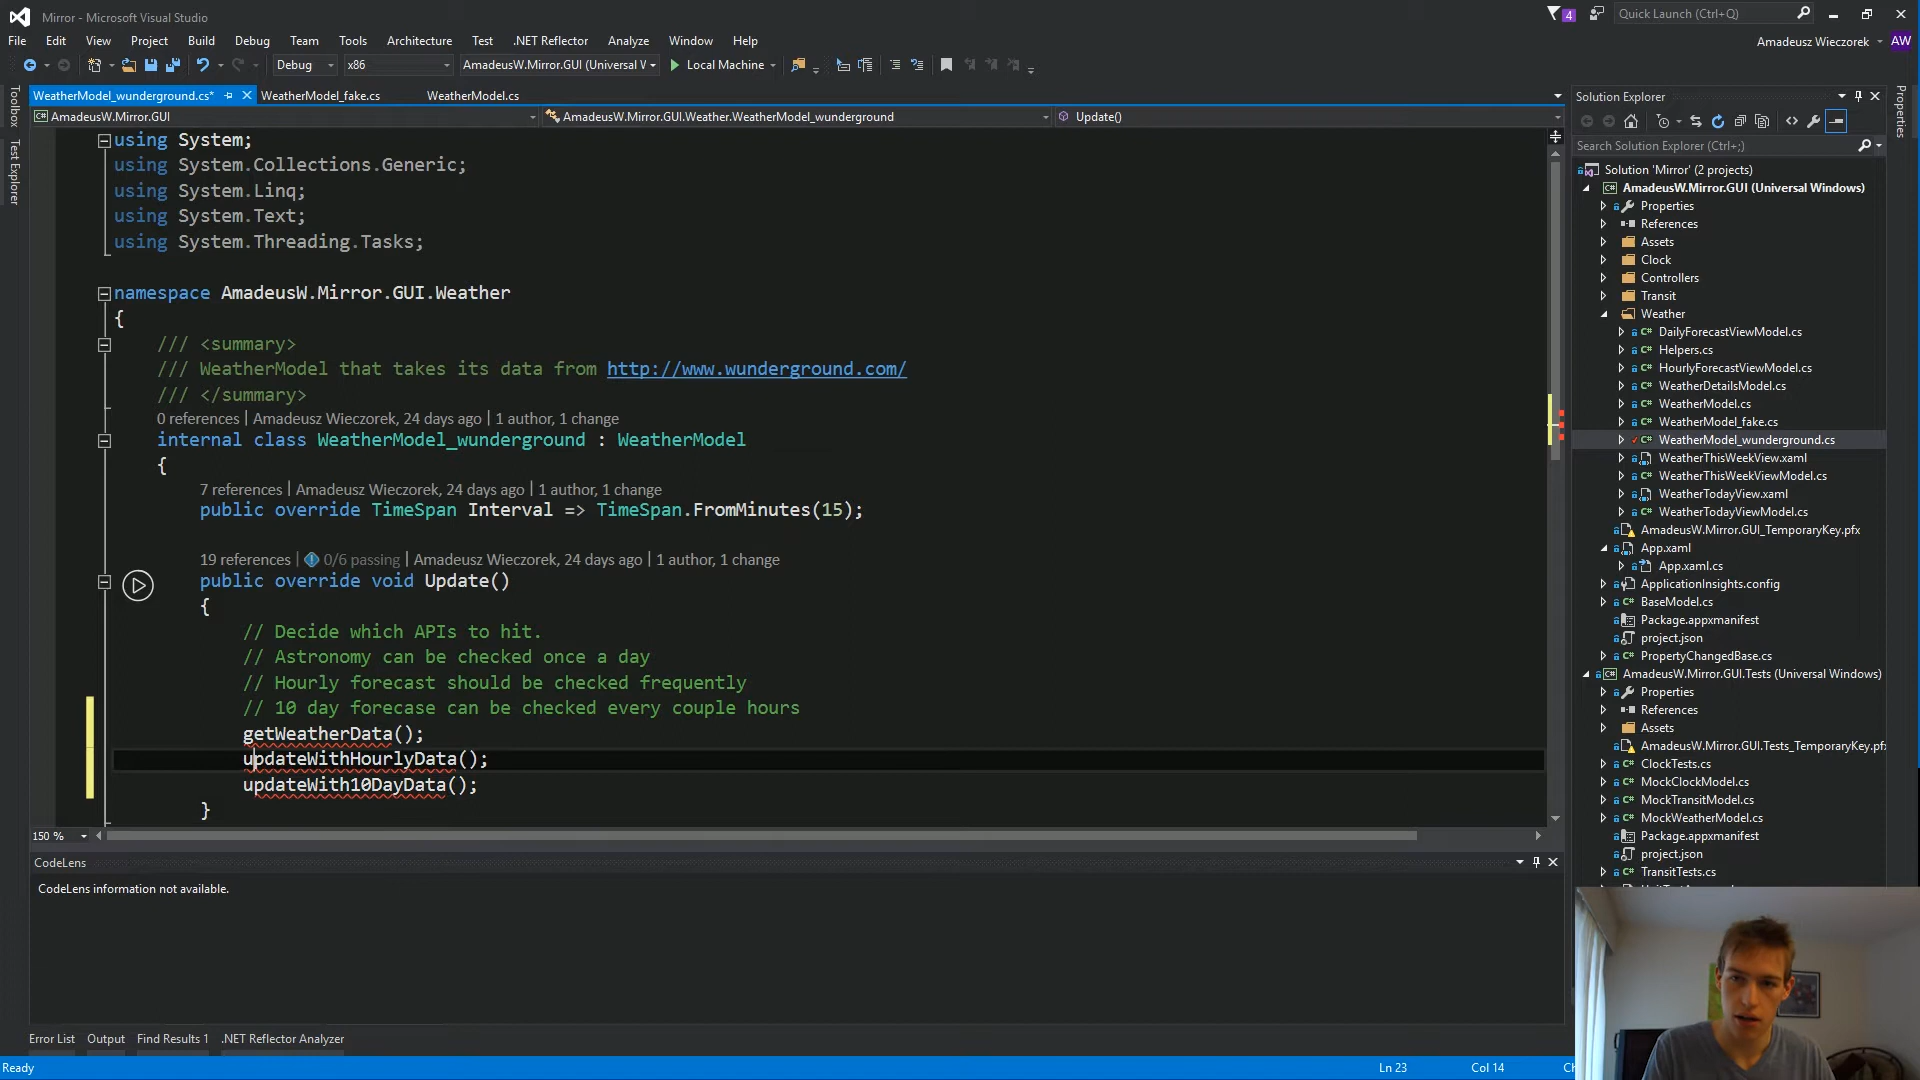 Mirror - Microsoft Visual Studio
4
Quick Launch (Ctrl+Q)
File Edit View Project Build Debug Team Tools Architecture Test .NET Reflector Analyze Window Help
Amadeusz Wieczorek AW
Debug x86 AmadeusW.Mirror.GUI (Universal W Local Machine
Toolbox
Test Explorer
WeatherModel_wunderground.cs* WeatherModel_fake.cs WeatherModel.cs
AmadeusW.Mirror.GUI AmadeusW.Mirror.GUI.Weather.WeatherModel_wunderground Update()
using System;
using System.Collections.Generic;
using System.Linq;
using System.Text;
using System.Threading.Tasks;
namespace AmadeusW.Mirror.GUI.Weather
{
/// <summary>
/// WeatherModel that takes its data from http://www.wunderground.com/
/// </summary>
0 references | Amadeusz Wieczorek, 24 days ago | 1 author, 1 change
internal class WeatherModel_wunderground : WeatherModel
{
7 references | Amadeusz Wieczorek, 24 days ago | 1 author, 1 change
public override TimeSpan Interval => TimeSpan.FromMinutes(15);
19 references | 0/6 passing | Amadeusz Wieczorek, 24 days ago | 1 author, 1 change
public override void Update()
{
// Decide which APIs to hit.
// Astronomy can be checked once a day
// Hourly forecast should be checked frequently
// 10 day forecase can be checked every couple hours
getWeatherData();
updateWithHourlyData();
updateWith10DayData();
}
150 %
CodeLens
CodeLens information not available.
Error List Output Find Results 1 .NET Reflector Analyzer
Ready Ln 23 Col 14
Solution Explorer
Properties
Search Solution Explorer (Ctrl+;)
Solution 'Mirror' (2 projects)
AmadeusW.Mirror.GUI (Universal Windows)
Properties
References
Assets
Clock
Controllers
Transit
Weather
DailyForecastViewModel.cs
Helpers.cs
HourlyForecastViewModel.cs
WeatherDetailsModel.cs
WeatherModel.cs
WeatherModel_fake.cs
WeatherModel_wunderground.cs
WeatherThisWeekView.xaml
WeatherThisWeekViewModel.cs
WeatherTodayView.xaml
WeatherTodayViewModel.cs
AmadeusW.Mirror.GUI_TemporaryKey.pfx
App.xaml
App.xaml.cs
ApplicationInsights.config
BaseModel.cs
Package.appxmanifest
project.json
PropertyChangedBase.cs
AmadeusW.Mirror.GUI.Tests (Universal Windows)
Properties
References
Assets
AmadeusW.Mirror.GUI.Tests_TemporaryKey.pfx
ClockTests.cs
MockClockModel.cs
MockTransitModel.cs
MockWeatherModel.cs
Package.appxmanifest
project.json
TransitTests.cs